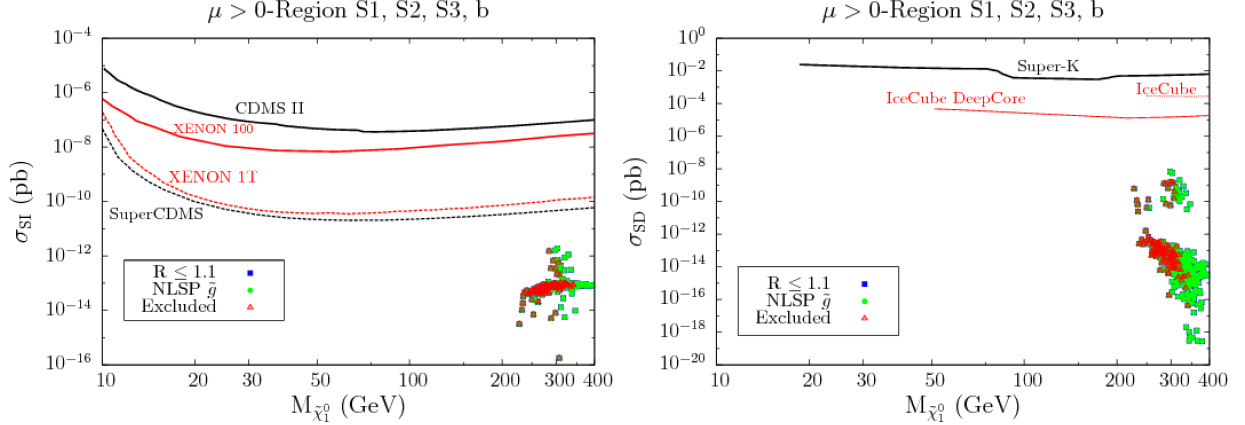 μ > 0-Region S1, S2, S3, b
10⁻⁴
10⁻⁶
10⁻⁸
10⁻¹⁰
10⁻¹²
10⁻¹⁴
10⁻¹⁶
σ_SI (pb)
CDMS II
XENON 100
XENON 1T
SuperCDMS
R ≤ 1.1
NLSP g̃
Excluded
10 20 30 50 100 200 300 400
M_χ̃⁰₁ (GeV)
μ > 0-Region S1, S2, S3, b
10⁰
10⁻²
10⁻⁴
10⁻⁶
10⁻⁸
10⁻¹⁰
10⁻¹²
10⁻¹⁴
10⁻¹⁶
10⁻¹⁸
10⁻²⁰
σ_SD (pb)
Super-K
IceCube
IceCube DeepCore
R ≤ 1.1
NLSP g̃
Excluded
10 20 30 50 100 200 300 400
M_χ̃⁰₁ (GeV)